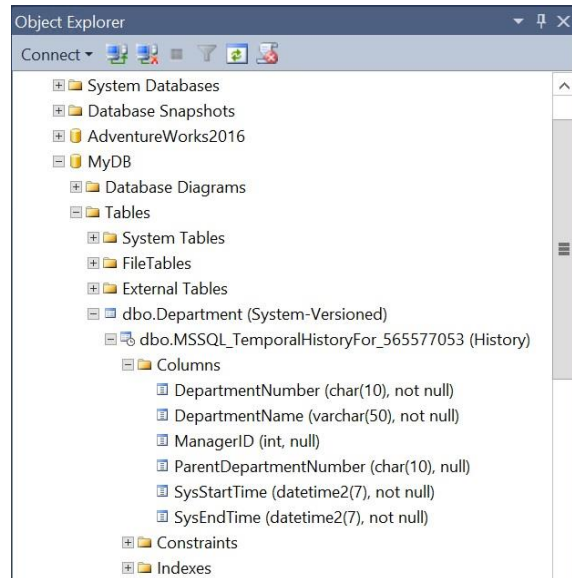 Object Explorer
Connect
System Databases
Database Snapshots
AdventureWorks2016
MyDB
Database Diagrams
Tables
System Tables
FileTables
External Tables
dbo.Department (System-Versioned)
dbo.MSSQL_TemporalHistoryFor_565577053 (History)
Columns
DepartmentNumber (char(10), not null)
DepartmentName (varchar(50), not null)
ManagerID (int, null)
ParentDepartmentNumber (char(10), null)
SysStartTime (datetime2(7), not null)
SysEndTime (datetime2(7), not null)
Constraints
Indexes